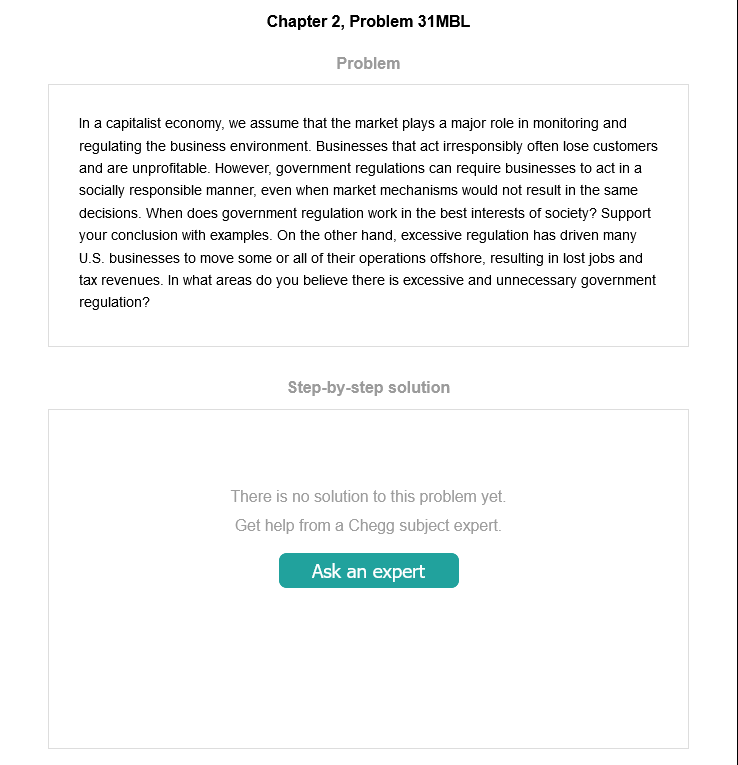 Chapter 2, Problem 31MBL
Problem
In a capitalist economy, we assume that the market plays a major role in monitoring and
regulating the business environment. Businesses that act irresponsibly often lose customers
and are unprofitable. However, government regulations can require businesses to act in a
socially responsible manner, even when market mechanisms would not result in the same
decisions. When does government regulation work in the best interests of society? Support
your conclusion with examples. On the other hand, excessive regulation has driven many
U.S. businesses to move some or all of their operations offshore, resulting in lost jobs and
tax revenues. In what areas do you believe there is excessive and unnecessary government
regulation?
Step-by-step solution
There is no solution to this problem yet.
Get help from a Chegg subject expert.
Ask an expert